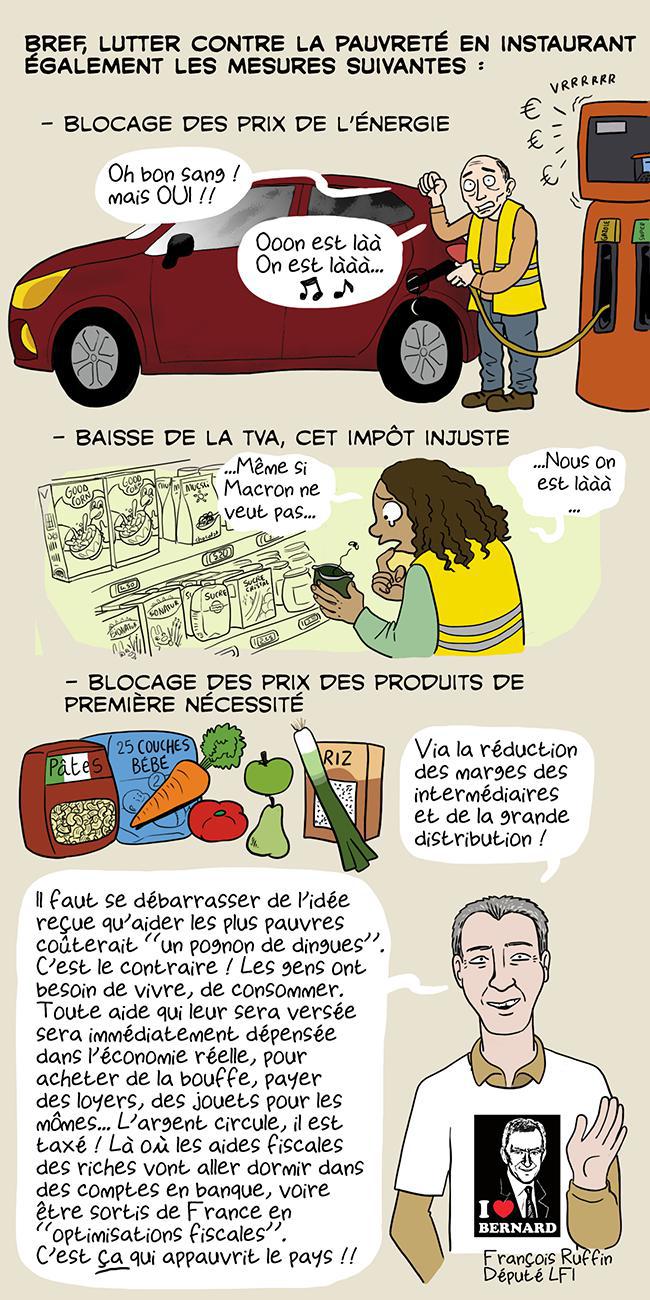 BREF, LUTTER CONTRE LA PAUVRETÉ EN INSTAURANT
ÉGALEMENT LES MESURES SUIVANTES :
VRRRRRR
€
€
€
- BLOCAGE DES PRIX DE L'ÉNERGIE
Oh bon sang !
mais OUI !!
Ooon est làà
On est lààà...
GAZOLE
SUPER
- BAISSE DE LA TVA, CET IMPÔT INJUSTE
...Même si
Macron ne
veut pas...
...Nous on
est lààà
...
GOOD
CORN
GOOD
CORN
MUESLI
chocolat
SUCRE
SUCRE
CRISTAL
- BLOCAGE DES PRIX DES PRODUITS DE
PREMIÈRE NÉCESSITÉ
Pâtes
25 COUCHES
BÉBÉ
RIZ
Via la réduction
des marges des
intermédiaires
et de la grande
distribution !
Il faut se débarrasser de l'idée
reçue qu'aider les plus pauvres
coûterait "un pognon de dingues".
C'est le contraire ! Les gens ont
besoin de vivre, de consommer.
Toute aide qui leur sera versée
sera immédiatement dépensée
dans l'économie réelle, pour
acheter de la bouffe, payer
des loyers, des jouets pour les
mômes... L'argent circule, il est
taxé ! Là où les aides fiscales
des riches vont aller dormir dans
des comptes en banque, voire
être sortis de France en
"optimisations fiscales".
C'est ça qui appauvrit le pays !!
I ❤ 
BERNARD
François Ruffin
Député LFI